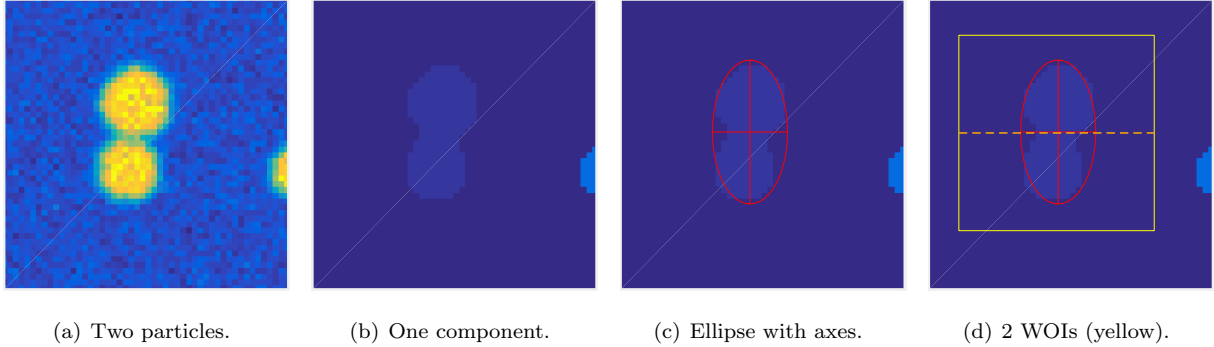 (a) Two particles.
(b) One component.
(c) Ellipse with axes.
(d) 2 WOIs (yellow).